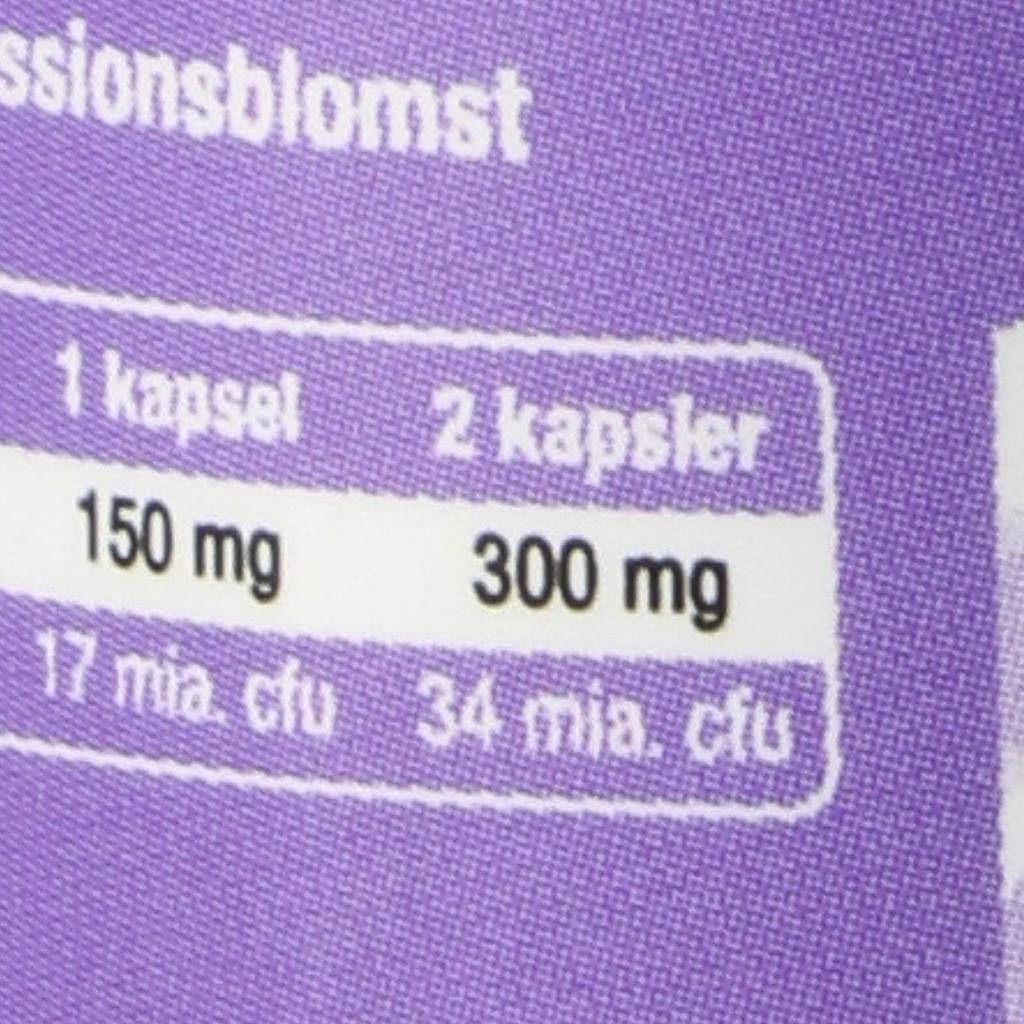 ssionsblomst
1 kapsel 2 kapsler
150 mg 300 mg
17 mia. cfu 34 mia. cfu